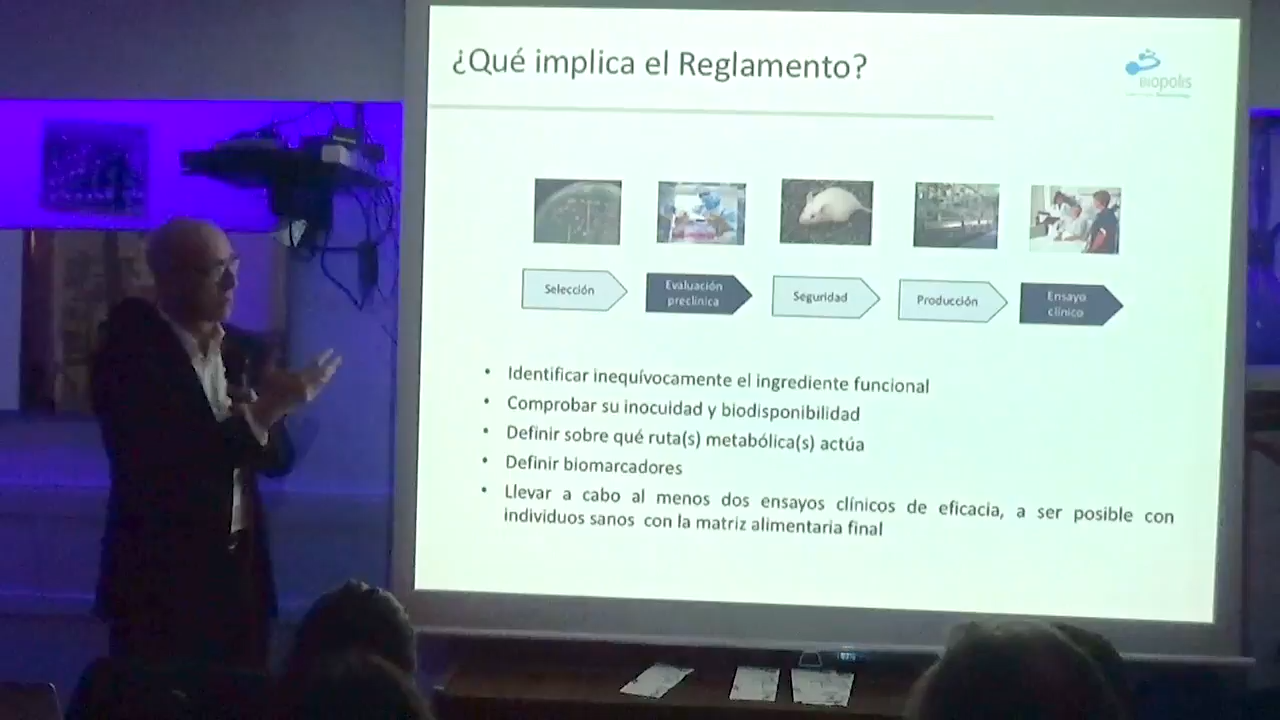 ¿Qué implica el Reglamento?
Biopolis
Selección
Evaluación
preclínica
Seguridad
Producción
Ensayo
clínico
• Identificar inequívocamente el ingrediente funcional
• Comprobar su inocuidad y biodisponibilidad
• Definir sobre qué ruta(s) metabólica(s) actúa
• Definir biomarcadores
• Llevar a cabo al menos dos ensayos clínicos de eficacia, a ser posible con
individuos sanos con la matriz alimentaria final